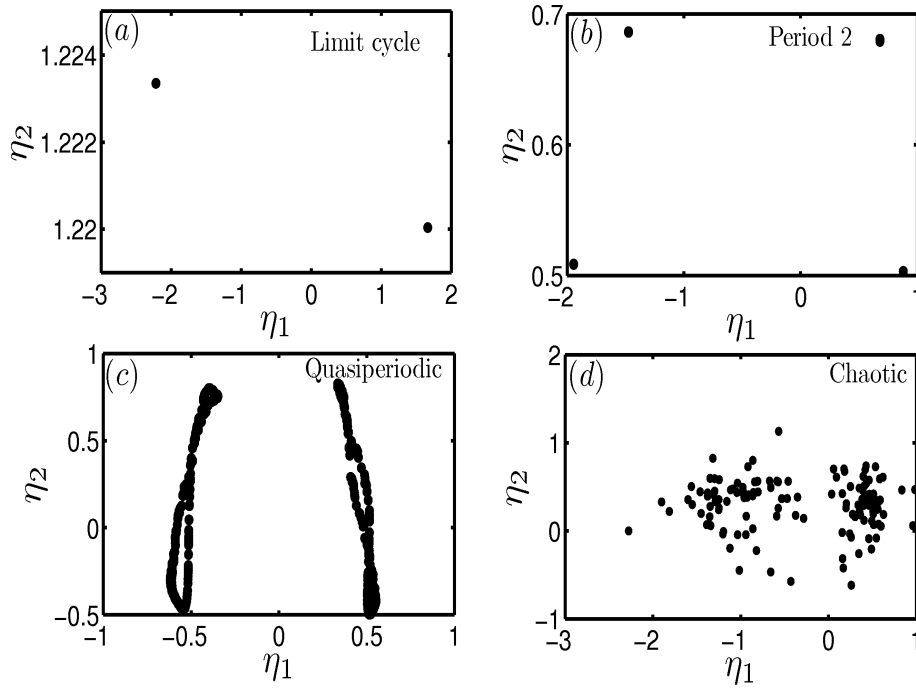 (a)
Limit cycle
1.224
1.222
1.22
η2
−3 −2 −1 0 1 2
η1
(b)
Period 2
0.7
0.6
0.5
η2
−2 −1 0 1
η1
(c)
Quasiperiodic
1
0.5
0
−0.5
η2
−1 −0.5 0 0.5 1
η1
(d)
Chaotic
2
1
0
−1
η2
−3 −2 −1 0 1
η1